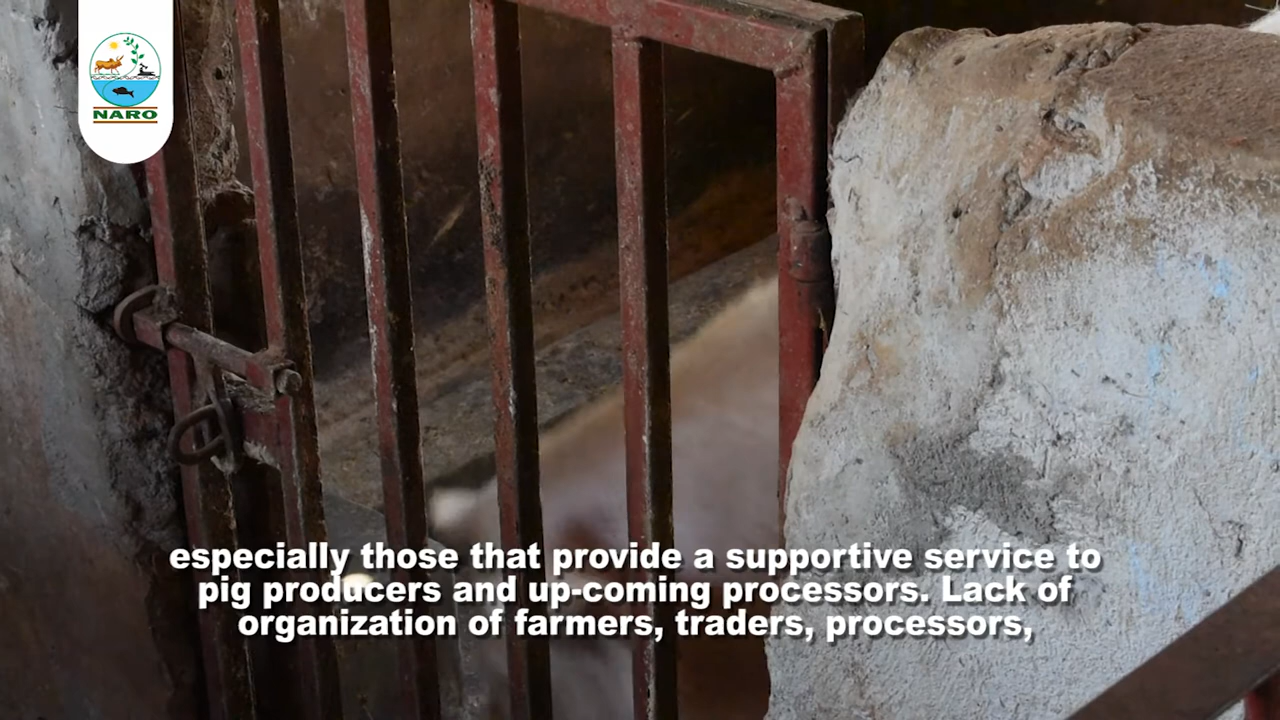 NARO
especially those that provide a supportive service to
pig producers and up-coming processors. Lack of
organization of farmers, traders, processors,